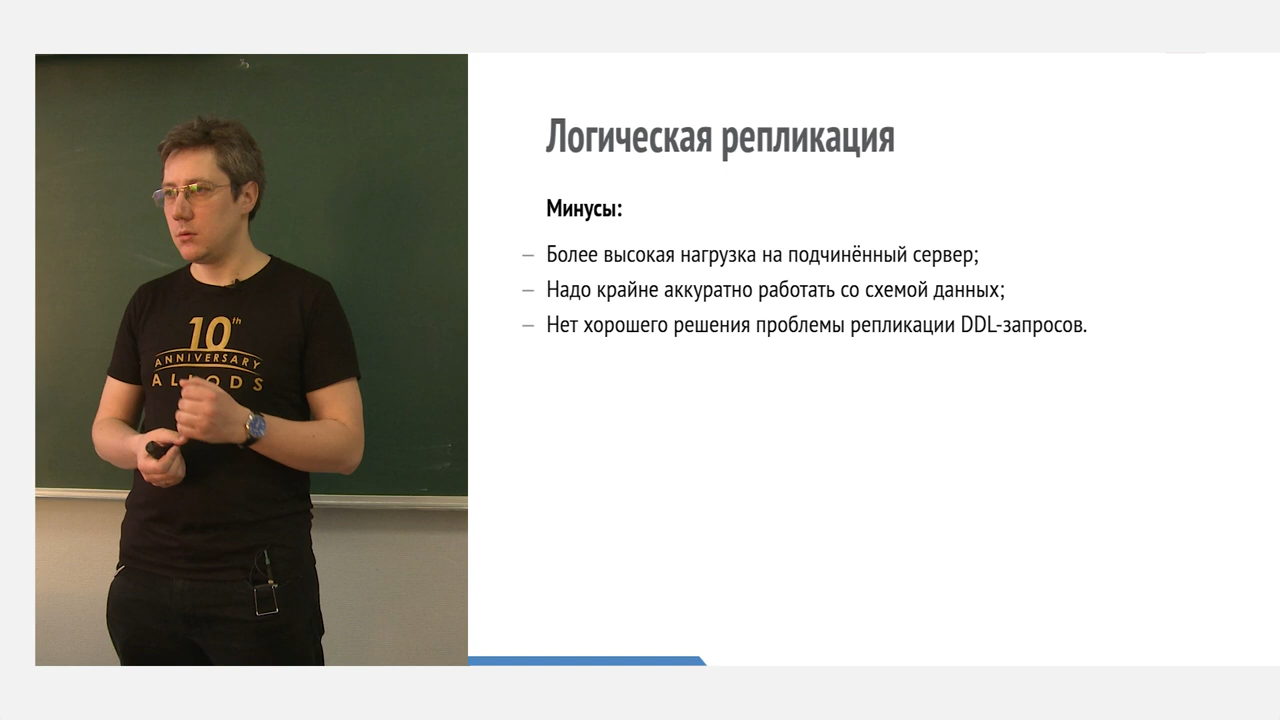 Логическая репликация
Минусы:
– Более высокая нагрузка на подчинённый сервер;
– Надо крайне аккуратно работать со схемой данных;
– Нет хорошего решения проблемы репликации DDL-запросов.
10th
ANNIVERSARY
ALLODS